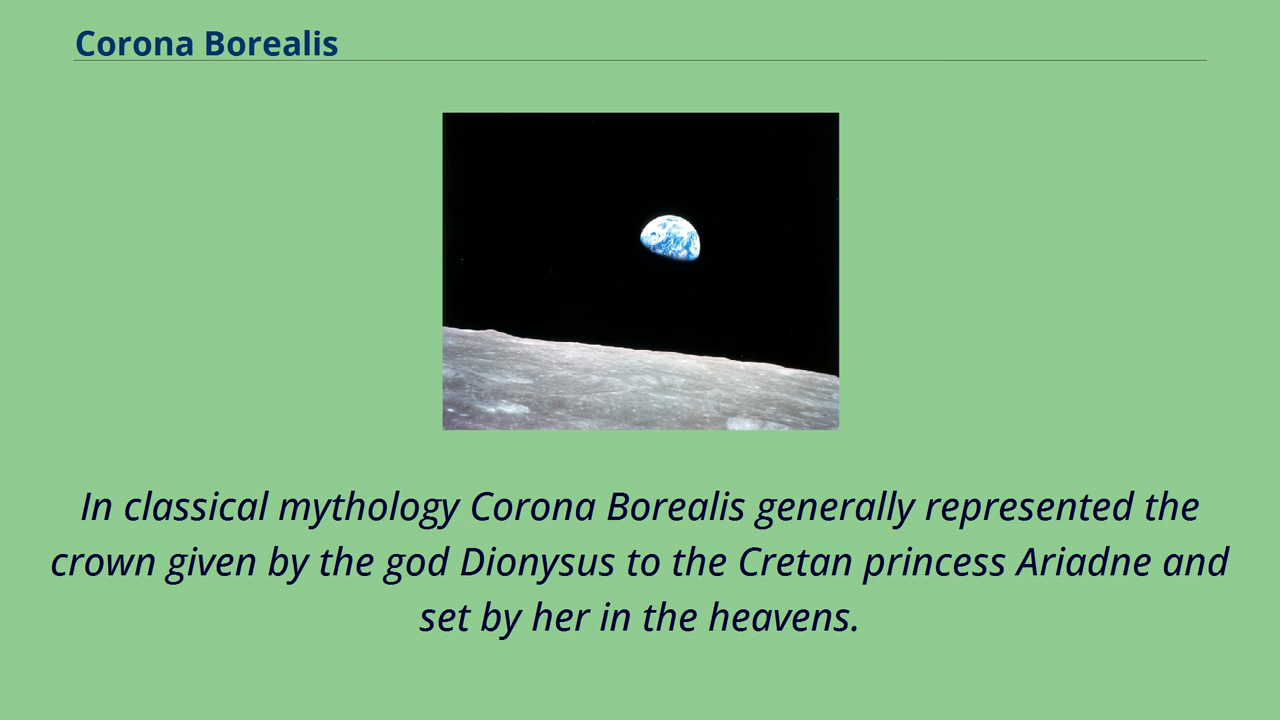 Corona Borealis
In classical mythology Corona Borealis generally represented the
crown given by the god Dionysus to the Cretan princess Ariadne and
set by her in the heavens.